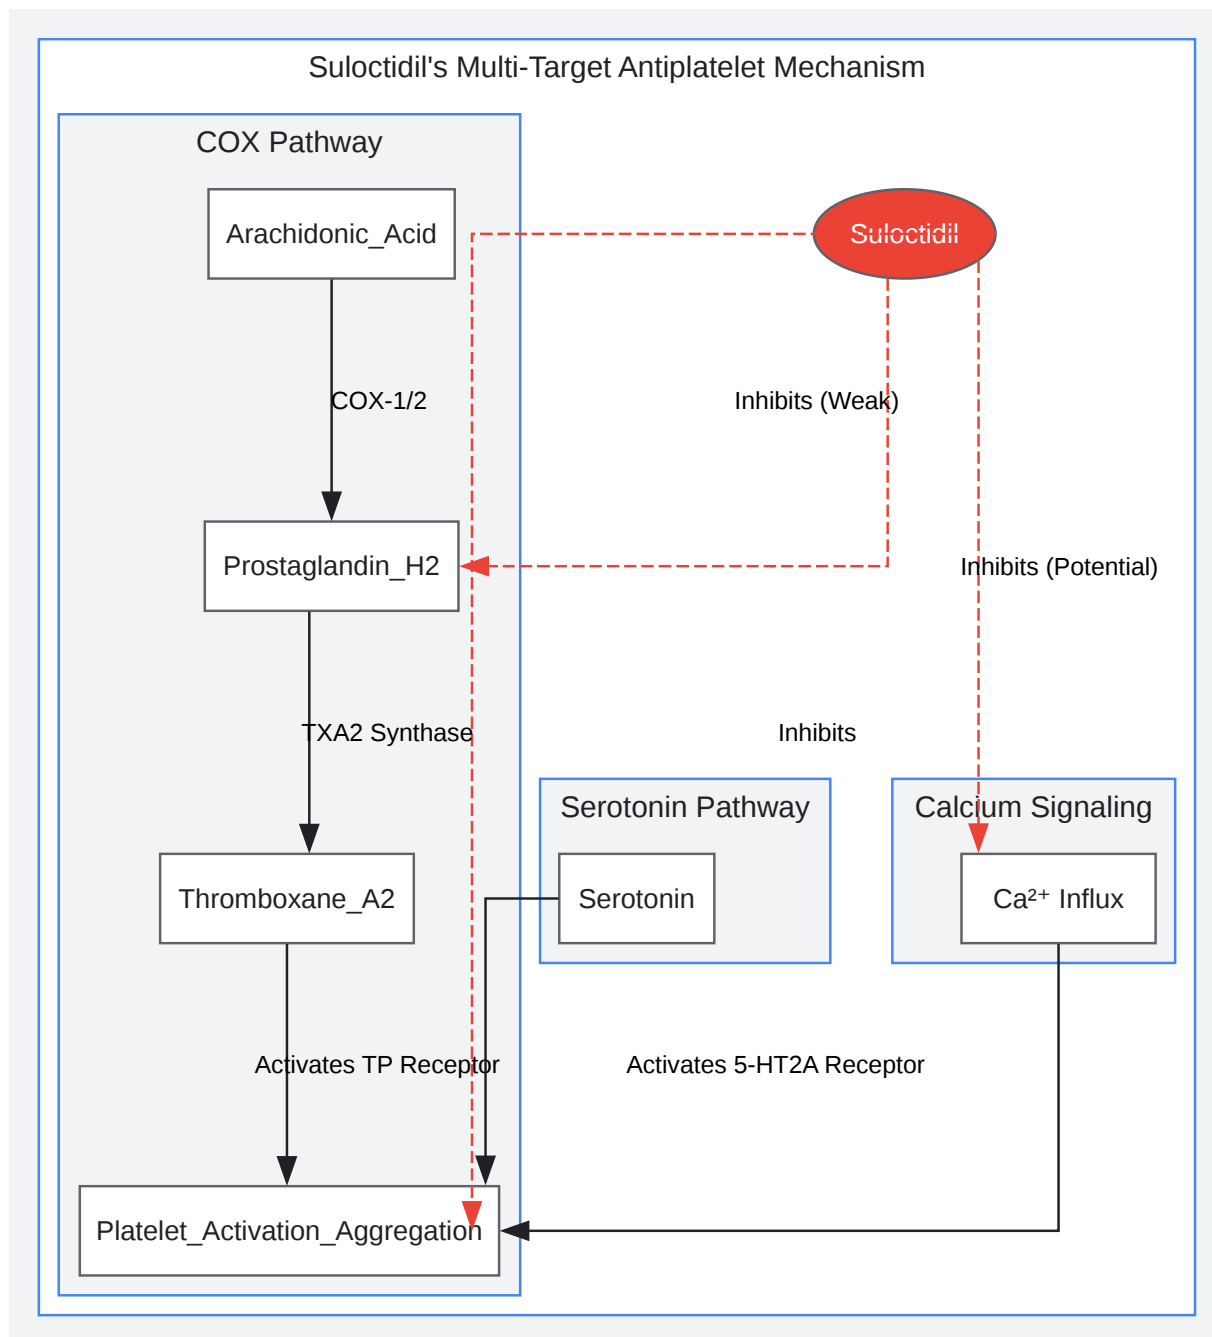 Suloctidil's Multi-Target Antiplatelet Mechanism
COX Pathway
Arachidonic_Acid
Suloctidil
COX-1/2
Inhibits (Weak)
Prostaglandin_H2
Inhibits (Potential)
TXA2 Synthase
Inhibits
Serotonin Pathway
Calcium Signaling
Thromboxane_A2
Serotonin
Ca²⁺ Influx
Activates TP Receptor
Activates 5-HT2A Receptor
Platelet_Activation_Aggregation